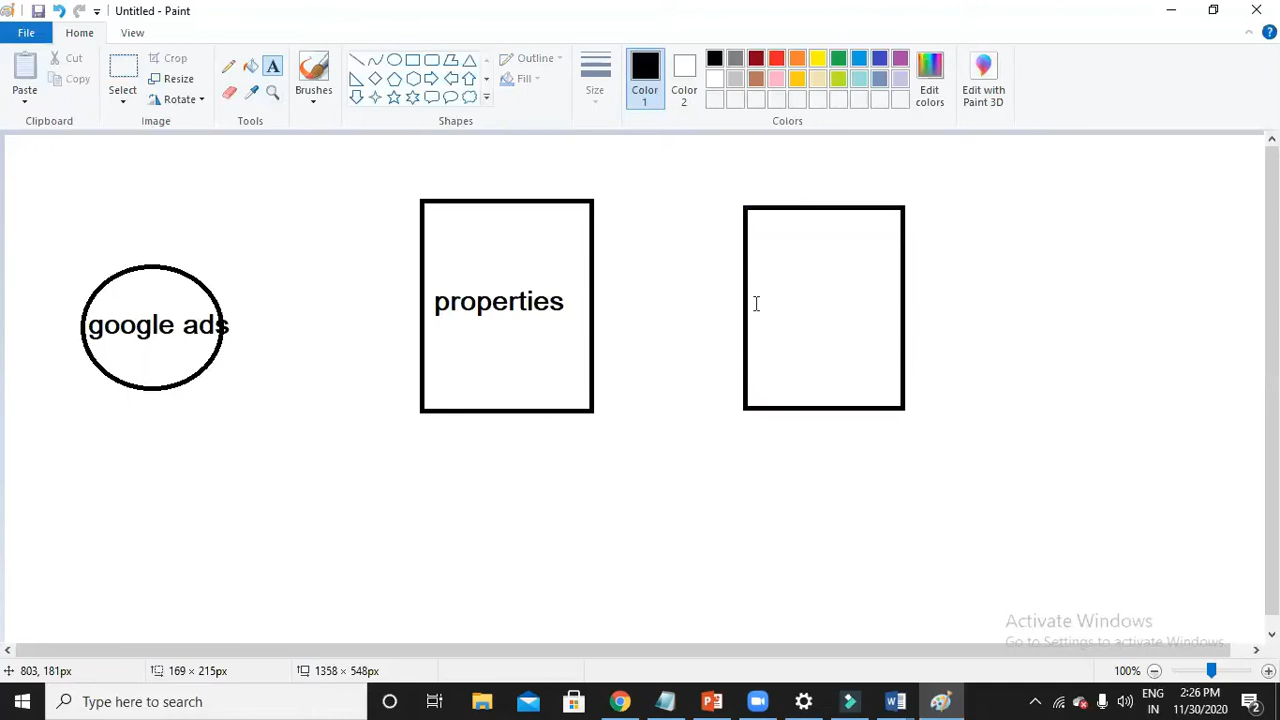 Untitled - Paint
File
Home
View
Paste
Cut
Copy
Clipboard
Select
Crop
Resize
Rotate
Image
A
Tools
Brushes
Outline
Fill
Shapes
Size
Color
1
Color
2
Edit
colors
Edit with
Paint 3D
Colors
google ads
properties
Activate Windows
Go to Settings to activate Windows.
803, 181px
169 × 215px
1358 × 548px
100%
Type here to search
ENG
IN
2:26 PM
11/30/2020
2